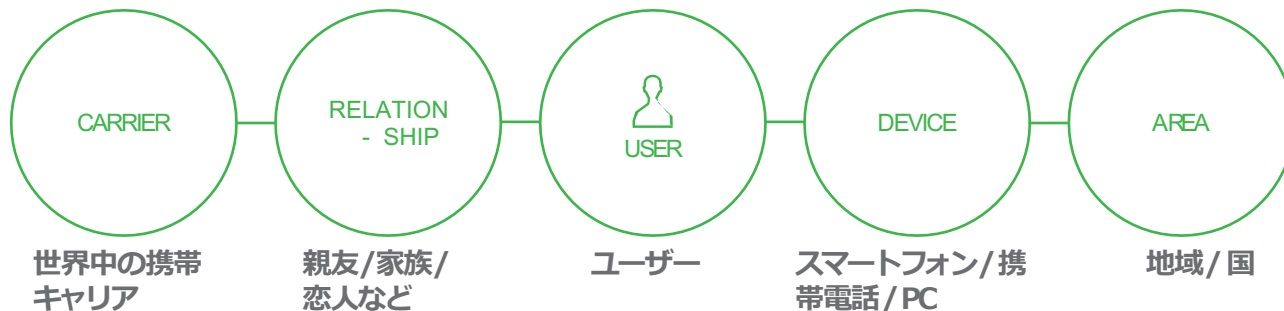 CARRIER
RELATION
- SHIP
USER
DEVICE
AREA
世界中の携帯
キャリア
親友/家族/
恋人など
ユーザー
スマートフォン/携
帯電話/PC
地域/国